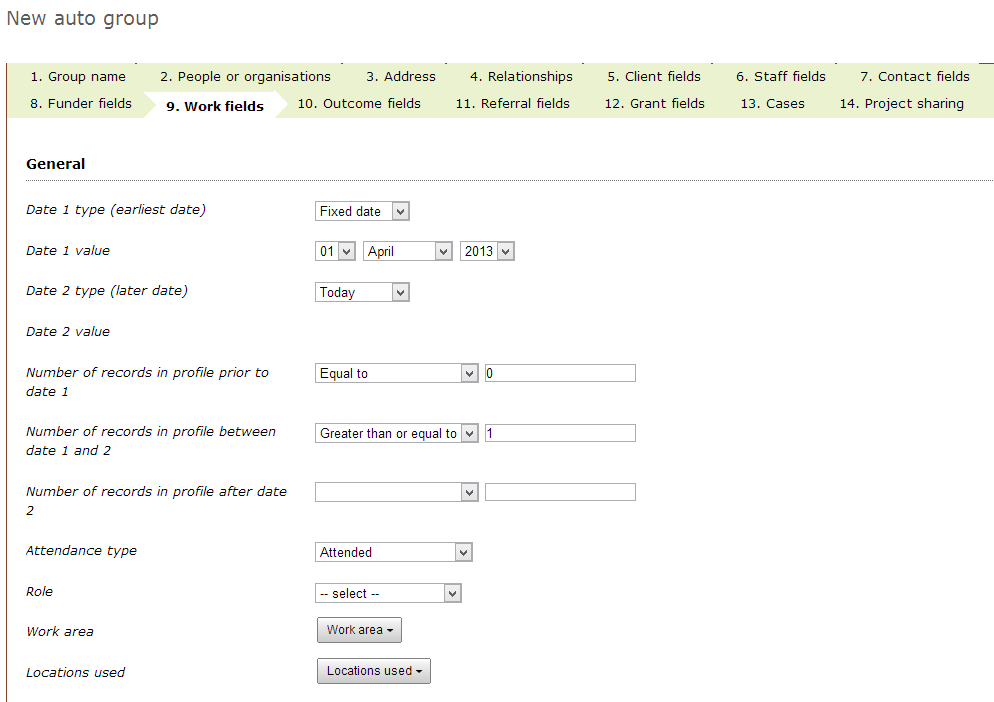 New auto group
1. Group name 2. People or organisations 3. Address 4. Relationships 5. Client fields 6. Staff fields 7. Contact fields
8. Funder fields 9. Work fields 10. Outcome fields 11. Referral fields 12. Grant fields 13. Cases 14. Project sharing
General
Date 1 type (earliest date) Fixed date
Date 1 value 01 April 2013
Date 2 type (later date) Today
Date 2 value
Number of records in profile prior to Equal to 0
date 1
Number of records in profile between Greater than or equal to 1
date 1 and 2
Number of records in profile after date
2
Attendance type Attended
Role -- select --
Work area Work area
Locations used Locations used